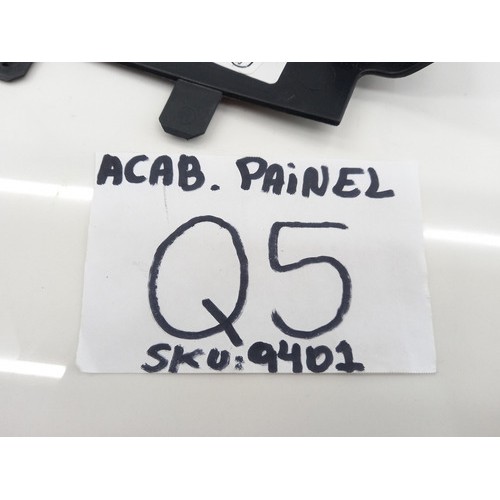 ACAB. PAINEL
Q5
SKU: 9401